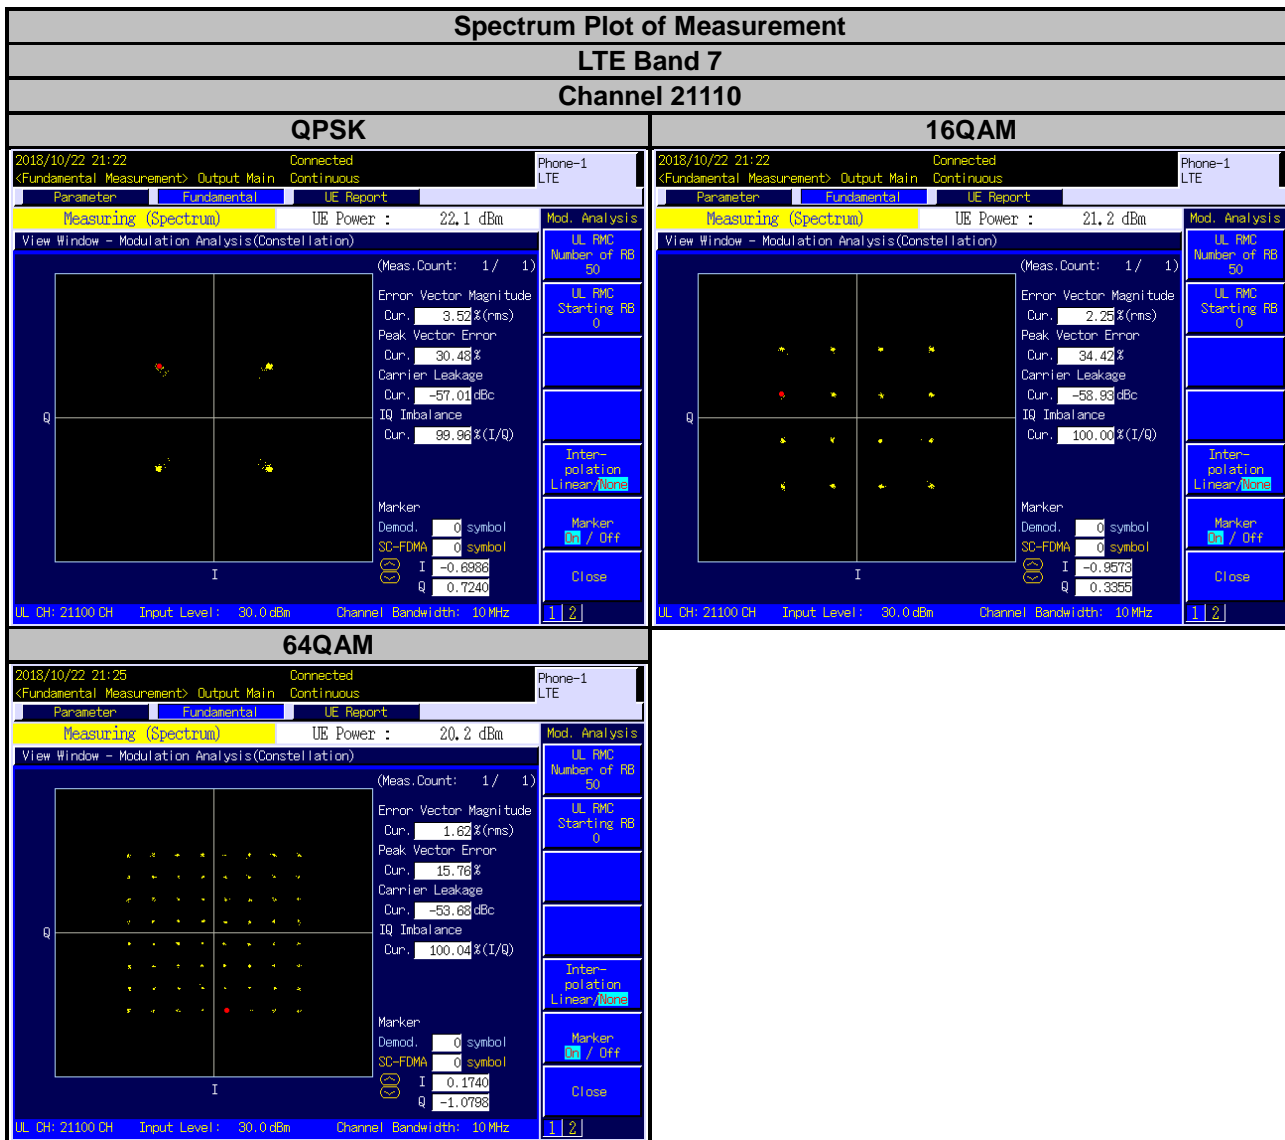 Spectrum Plot of Measurement
LTE Band 7
Channel 21110
QPSK
2018/10/22 21:22 Connected
<Fundamental Measurement> Output Main Continuous
Phone-1
LTE
Parameter Fundamental UE Report
Measuring (Spectrum) UE Power : 22.1 dBm
Mod. Analysis
View Window - Modulation Analysis(Constellation)
(Meas.Count: 1/ 1)
Error Vector Magnitude
Cur. 3.52 %(rms)
Peak Vector Error
Cur. 30.48 %
Carrier Leakage
Cur. -57.01 dBc
IQ Imbalance
Cur. 99.96 %(I/Q)
Q
I
Marker
Demod. 0 symbol
SC-FDMA 0 symbol
I -0.6986
Q 0.7240
UL RMC
Number of RB
50
UL RMC
Starting RB
0
Inter-
polation
Linear/None
Marker
On / Off
Close
UL CH: 21100 CH Input Level: 30.0 dBm Channel Bandwidth: 10 MHz
1 2
16QAM
2018/10/22 21:22 Connected
<Fundamental Measurement> Output Main Continuous
Phone-1
LTE
Parameter Fundamental UE Report
Measuring (Spectrum) UE Power : 21.2 dBm
Mod. Analysis
View Window - Modulation Analysis(Constellation)
(Meas.Count: 1/ 1)
Error Vector Magnitude
Cur. 2.25 %(rms)
Peak Vector Error
Cur. 34.42 %
Carrier Leakage
Cur. -58.93 dBc
IQ Imbalance
Cur. 100.00 %(I/Q)
Q
I
Marker
Demod. 0 symbol
SC-FDMA 0 symbol
I -0.9573
Q 0.3355
UL RMC
Number of RB
50
UL RMC
Starting RB
0
Inter-
polation
Linear/None
Marker
On / Off
Close
UL CH: 21100 CH Input Level: 30.0 dBm Channel Bandwidth: 10 MHz
1 2
64QAM
2018/10/22 21:25 Connected
<Fundamental Measurement> Output Main Continuous
Phone-1
LTE
Parameter Fundamental UE Report
Measuring (Spectrum) UE Power : 20.2 dBm
Mod. Analysis
View Window - Modulation Analysis(Constellation)
(Meas.Count: 1/ 1)
Error Vector Magnitude
Cur. 1.62 %(rms)
Peak Vector Error
Cur. 15.76 %
Carrier Leakage
Cur. -53.68 dBc
IQ Imbalance
Cur. 100.04 %(I/Q)
Q
I
Marker
Demod. 0 symbol
SC-FDMA 0 symbol
I 0.1740
Q -1.0798
UL RMC
Number of RB
50
UL RMC
Starting RB
0
Inter-
polation
Linear/None
Marker
On / Off
Close
UL CH: 21100 CH Input Level: 30.0 dBm Channel Bandwidth: 10 MHz
1 2